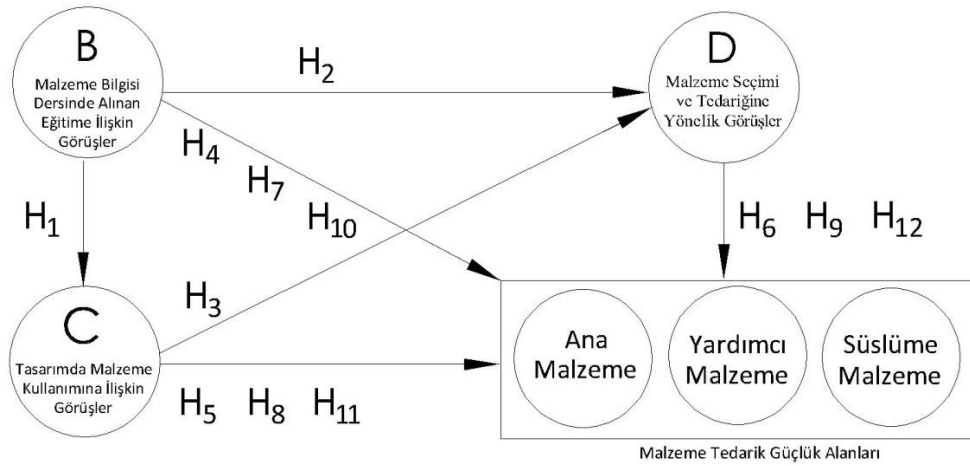 B
Malzeme Bilgisi
Dersinde Alınan
Eğitime İlişkin
Görüşler
H2
D
Malzeme Seçimi
ve Tedariğine
Yönelik Görüşler
H4
H7
H10
H1
H6 H9 H12
H3
C
Tasarımda Malzeme
Kullanımına İlişkin
Görüşler
H5 H8 H11
Ana
Malzeme
Yardımcı
Malzeme
Süslüme
Malzeme
Malzeme Tedarik Güçlük Alanları